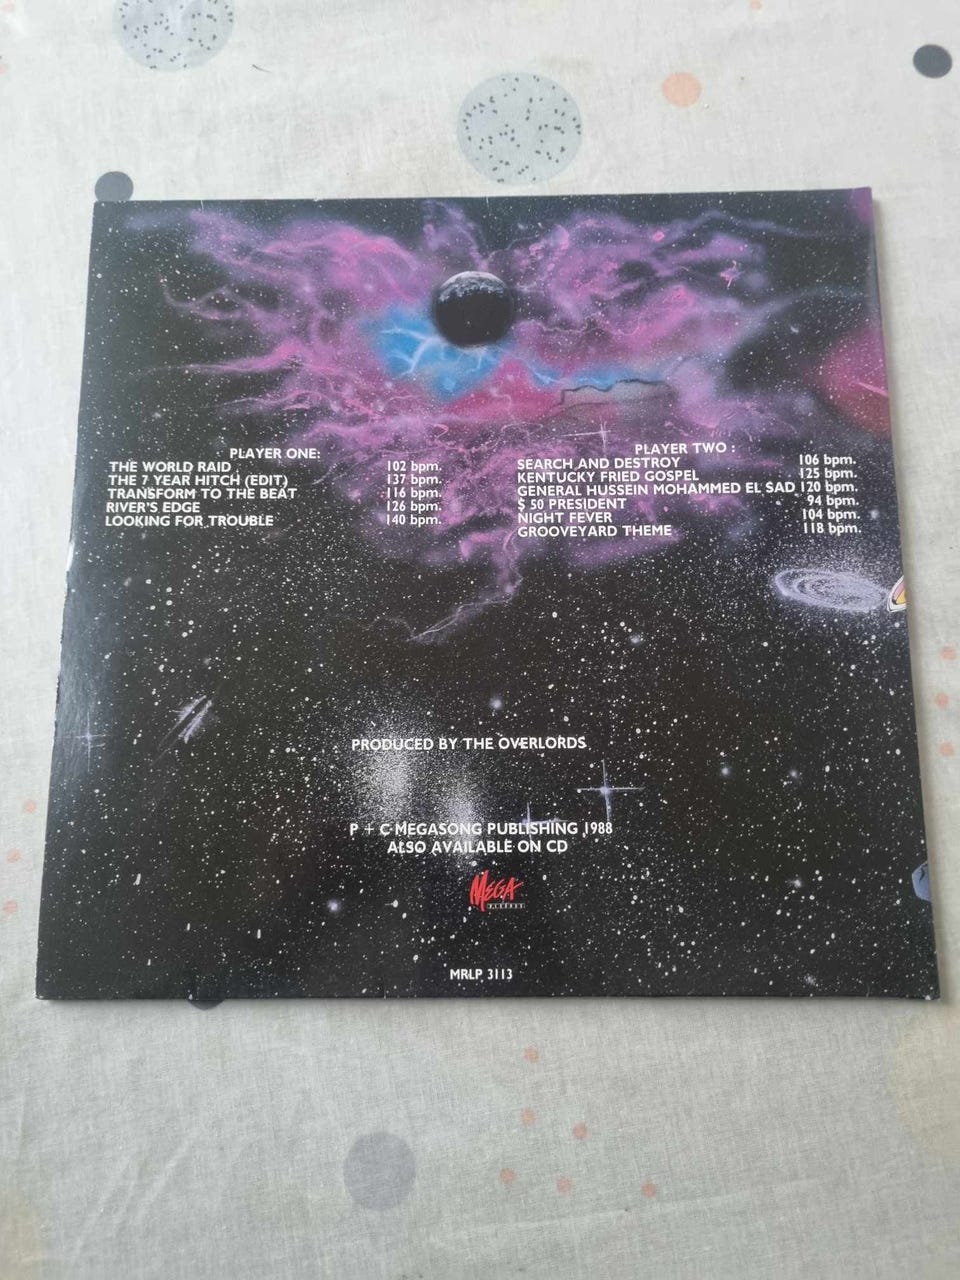 PLAYER ONE:
THE WORLD RAID 102 bpm.
THE 7 YEAR HITCH (EDIT) 137 bpm.
TRANSFORM TO THE BEAT 116 bpm.
RIVER'S EDGE 126 bpm.
LOOKING FOR TROUBLE 140 bpm.
PLAYER TWO :
SEARCH AND DESTROY 106 bpm.
KENTUCKY FRIED GOSPEL 125 bpm.
GENERAL HUSSEIN MOHAMMED EL SAD 120 bpm.
$ 50 PRESIDENT 94 bpm.
NIGHT FEVER 104 bpm.
GROOVEYARD THEME 118 bpm.
PRODUCED BY THE OVERLORDS
P + C MEGASONG PUBLISHING 1988
ALSO AVAILABLE ON CD
MEGA
RECORDS
MRLP 3113